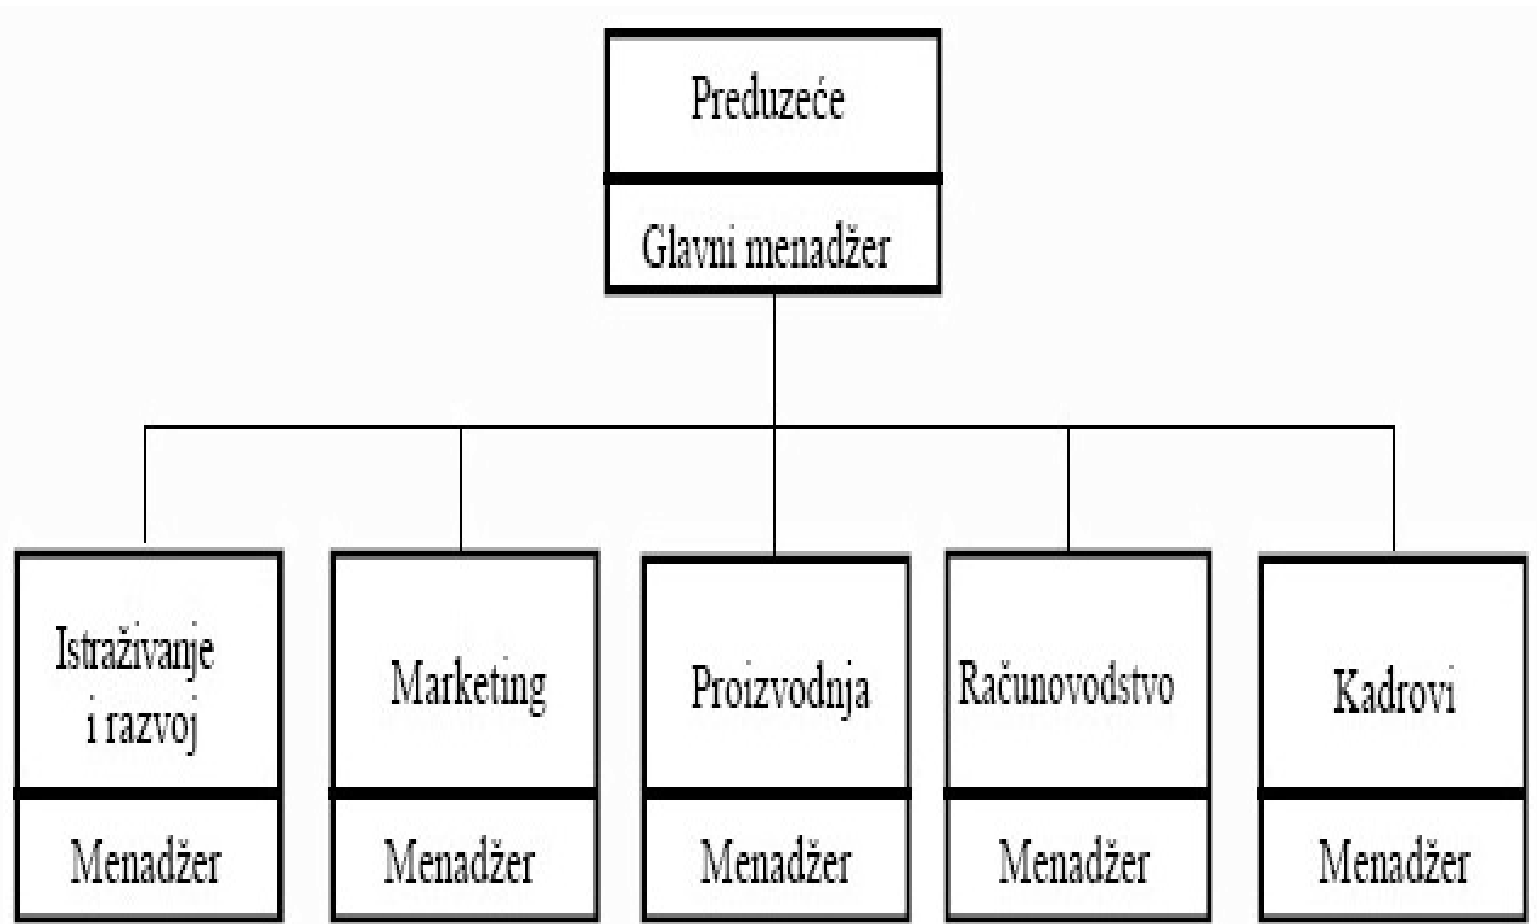 Preduzeće
Glavni menadžer
Istraživanje
i razvoj
Menadžer
Marketing
Menadžer
Proizvodnja
Menadžer
Računovodstvo
Menadžer
Kadrovi
Menadžer